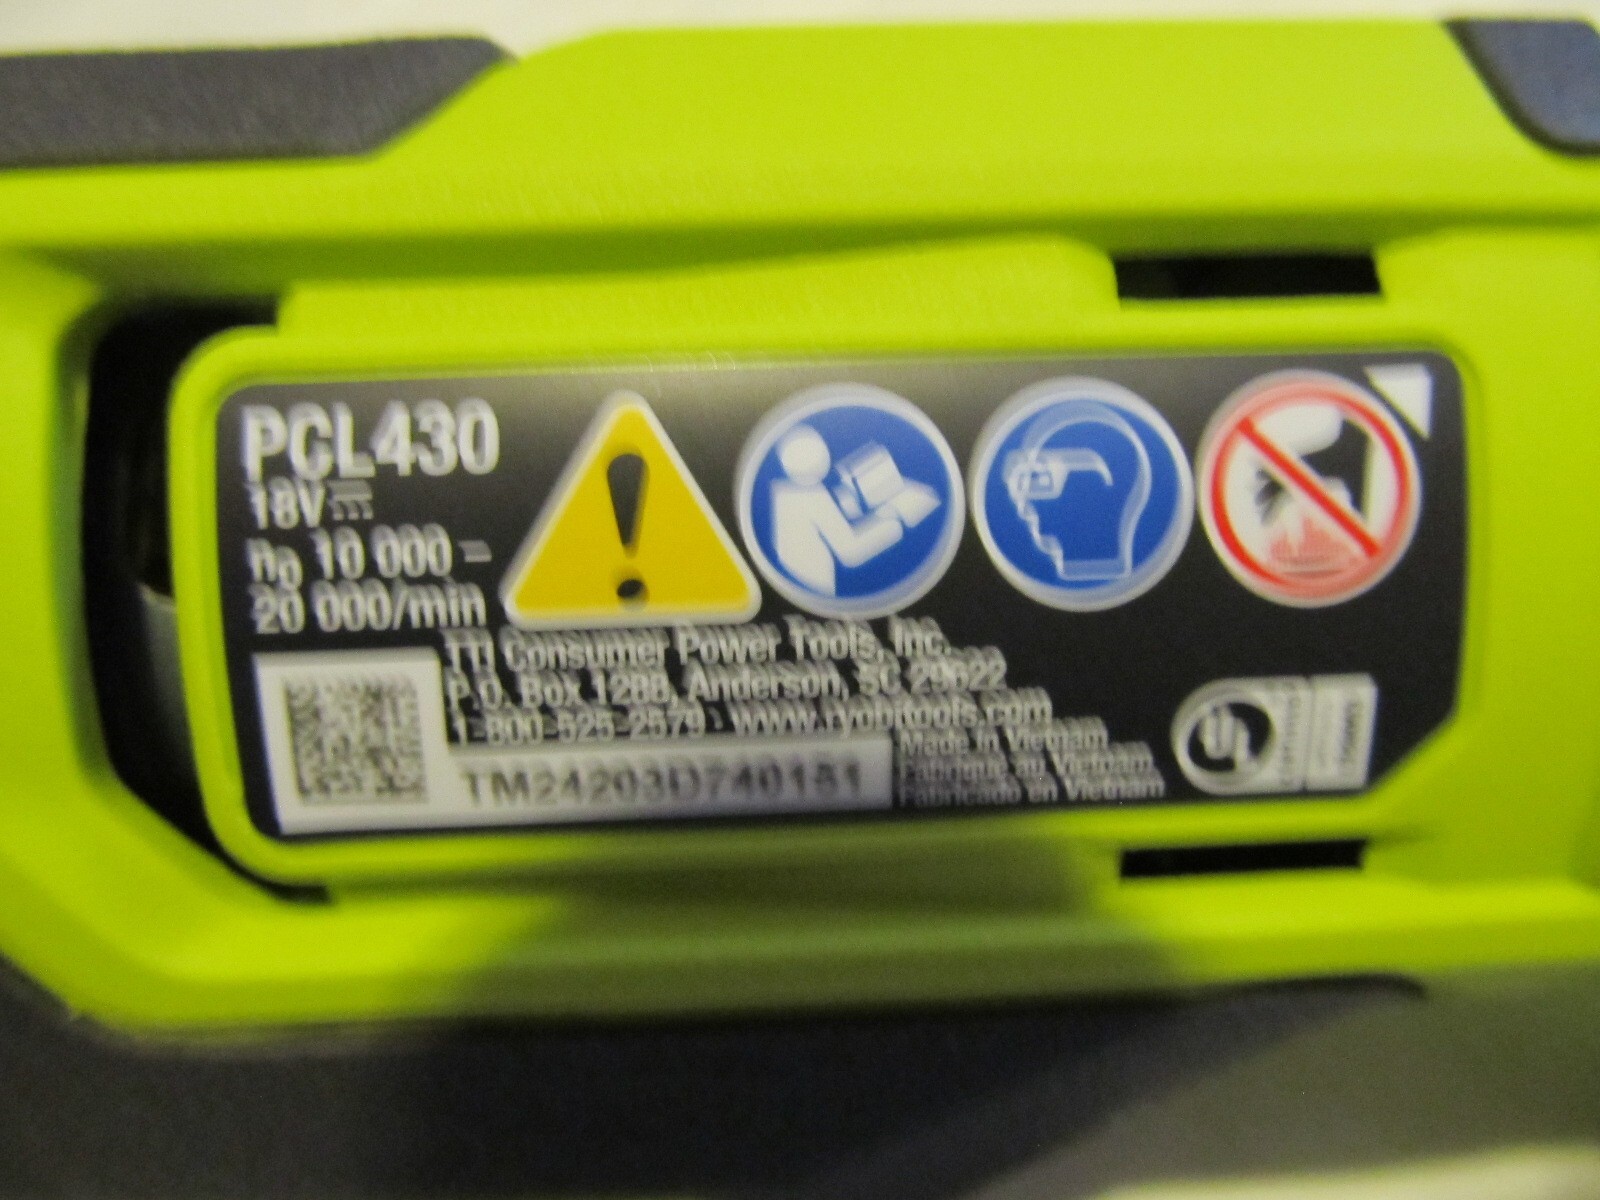 PCL430
18V
n₀ 10 000 –
20 000/min
TTI Consumer Power Tools, Inc.
P.O. Box 1288, Anderson, SC 29622
1-800-525-2579 · www.ryobitools.com
Made in Vietnam
Fabriqué au Vietnam
Fabricado en Vietnam
TM24203D740151